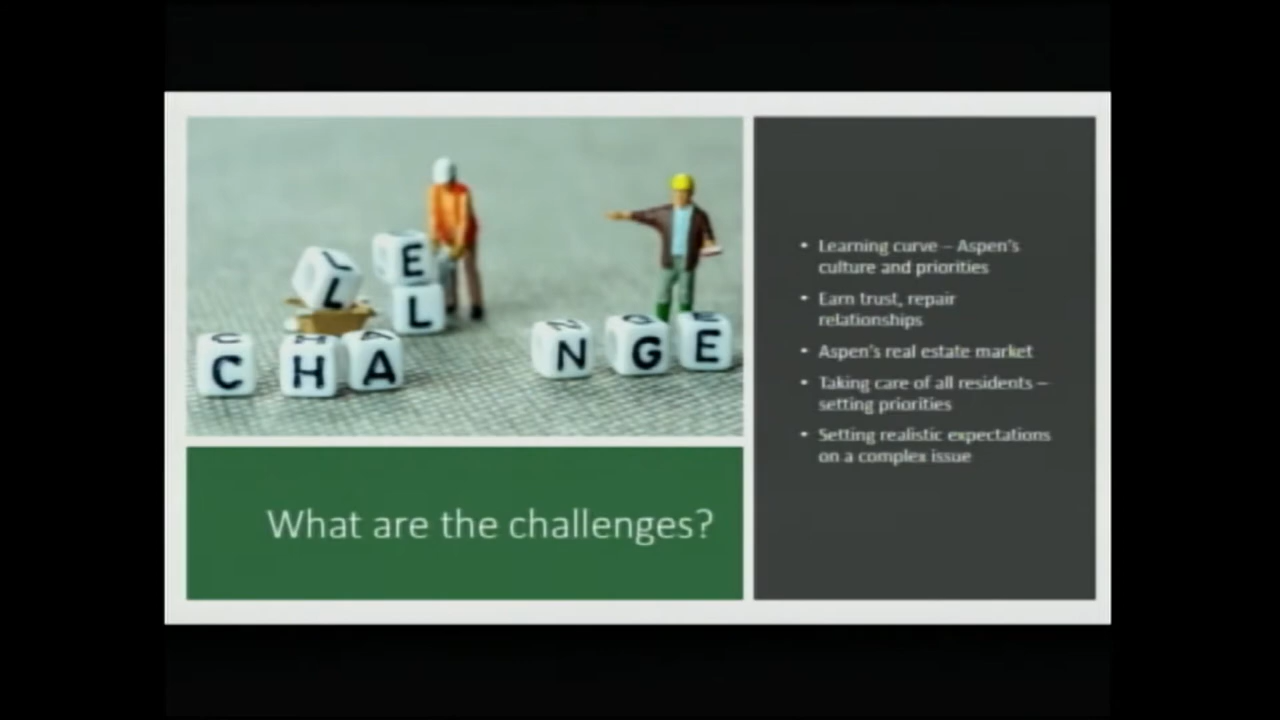 L
E
L
L
C H A N G E
C H A N G E
What are the challenges?
• Learning curve – Aspen's
culture and priorities
• Earn trust, repair
relationships
• Aspen's real estate market
• Taking care of all residents –
setting priorities
• Setting realistic expectations
on a complex issue